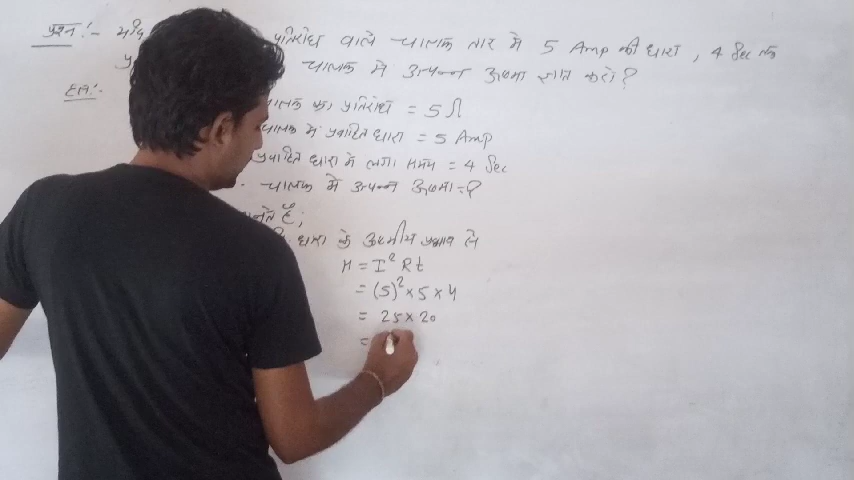 प्रश्न :- यदि प्रतिरोध वाले चालक तार में 5 Amp की धारा , 4 Sec तक
चालक में उत्पन्न ऊष्मा ज्ञात करो ?
हल :-
चालक का प्रतिरोध = 5 Ω
चालक में प्रवाहित धारा = 5 Amp
प्रवाहित धारा में लगा समय = 4 Sec
चालक में उत्पन्न ऊष्मा = ?
हैं ;
धारा के ऊष्मीय प्रभाव से
H = I² R t
= (5)² × 5 × 4
= 25 × 20
=